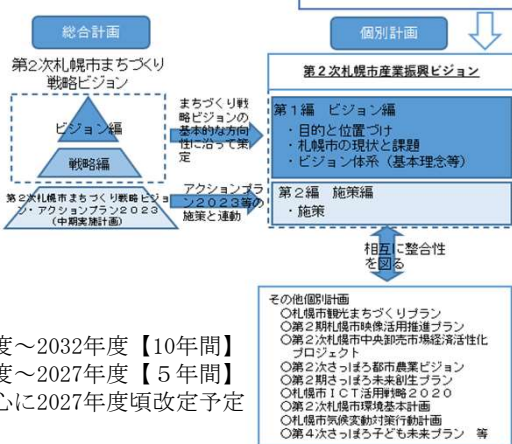 総合計画
個別計画
第2次札幌市まちづくり
戦略ビジョン
ビジョン編
戦略編
第2次札幌市まちづくり戦略ビジョ
ン・アクションプラン2023
(中期実施計画)
まちづくり戦
略ビジョンの
基本的な方向
性に沿って策
定
アクションプラ
ン2023等の
施策と連動
第2次札幌市産業振興ビジョン
第1編 ビジョン編
・目的と位置づけ
・札幌市の現状と課題
・ビジョン体系(基本理念等)
第2編 施策編
・施策
相互に整合性
を図る
その他個別計画
○札幌市観光まちづくりプラン
○第2期札幌市映像活用推進プラン
○第2次札幌市中央卸売市場経済活性化
プロジェクト
○第2次さっぽろ都市農業ビジョン
○第2期さっぽろ未来創生プラン
○札幌市ICT活用戦略2020
○第2次札幌市環境基本計画
○札幌市気候変動対策行動計画
○第4次さっぽろ子ども未来プラン 等
度~2032年度【10年間】
度~2027年度【5年間】
心に2027年度頃改定予定